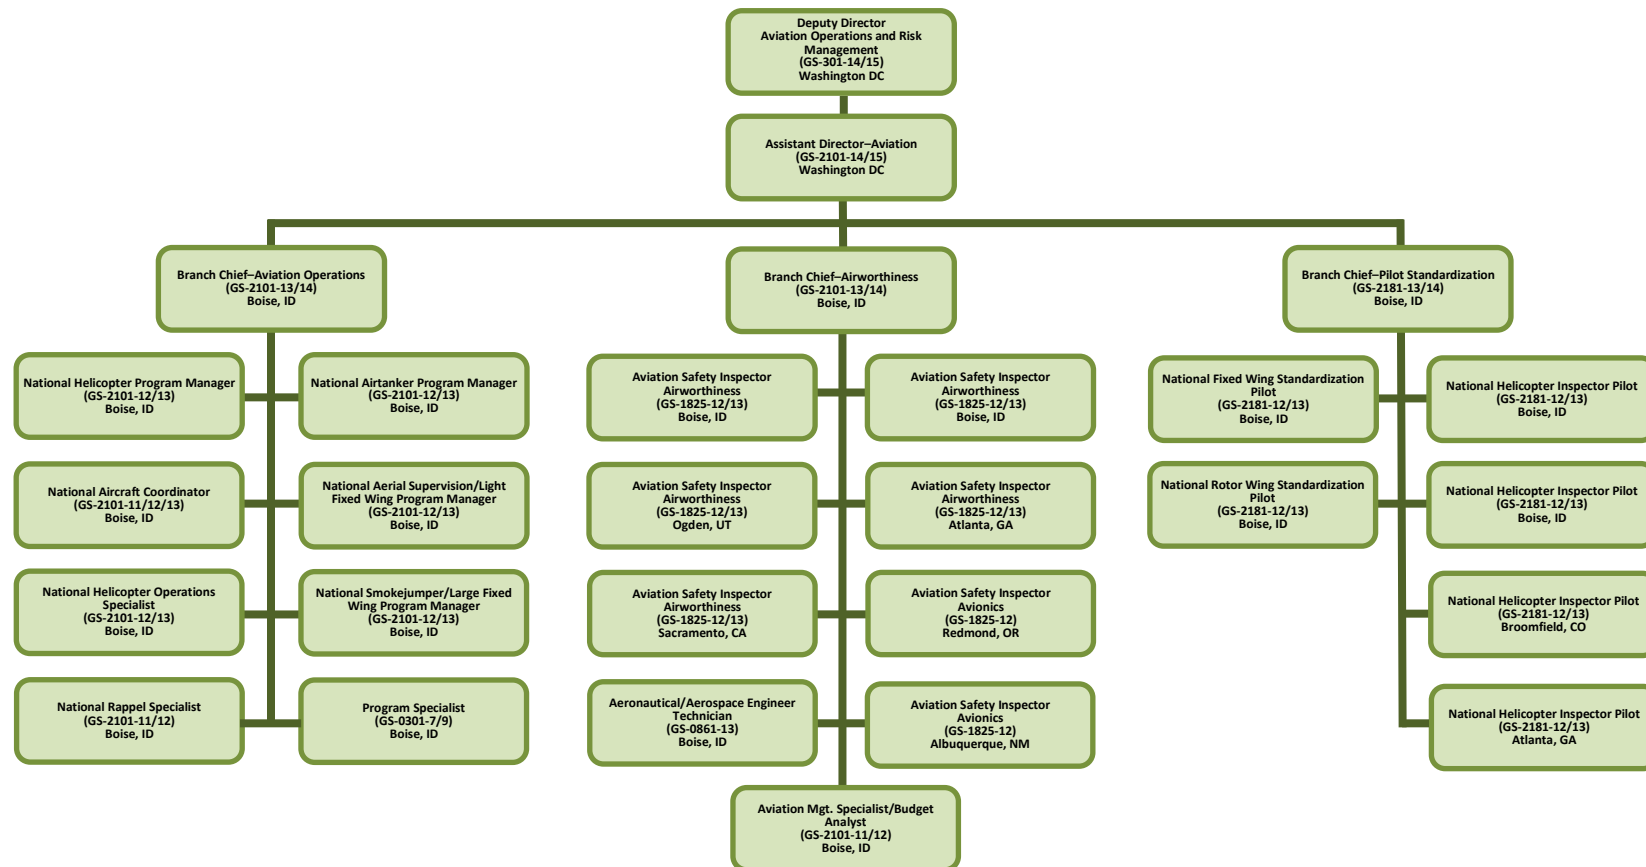 Deputy Director
Aviation Operations and Risk
Management
(GS-301-14/15)
Washington DC
Assistant Director–Aviation
(GS-2101-14/15)
Washington DC
Branch Chief–Aviation Operations
(GS-2101-13/14)
Boise, ID
Branch Chief–Airworthiness
(GS-2101-13/14)
Boise, ID
Branch Chief–Pilot Standardization
(GS-2181-13/14)
Boise, ID
National Helicopter Program Manager
(GS-2101-12/13)
Boise, ID
National Airtanker Program Manager
(GS-2101-12/13)
Boise, ID
Aviation Safety Inspector
Airworthiness
(GS-1825-12/13)
Boise, ID
Aviation Safety Inspector
Airworthiness
(GS-1825-12/13)
Boise, ID
National Fixed Wing Standardization
Pilot
(GS-2181-12/13)
Boise, ID
National Helicopter Inspector Pilot
(GS-2181-12/13)
Boise, ID
National Aircraft Coordinator
(GS-2101-11/12/13)
Boise, ID
National Aerial Supervision/Light
Fixed Wing Program Manager
(GS-2101-12/13)
Boise, ID
Aviation Safety Inspector
Airworthiness
(GS-1825-12/13)
Ogden, UT
Aviation Safety Inspector
Airworthiness
(GS-1825-12/13)
Atlanta, GA
National Rotor Wing Standardization
Pilot
(GS-2181-12/13)
Boise, ID
National Helicopter Inspector Pilot
(GS-2181-12/13)
Boise, ID
National Helicopter Operations
Specialist
(GS-2101-12/13)
Boise, ID
National Smokejumper/Large Fixed
Wing Program Manager
(GS-2101-12/13)
Boise, ID
Aviation Safety Inspector
Airworthiness
(GS-1825-12/13)
Sacramento, CA
Aviation Safety Inspector
Avionics
(GS-1825-12)
Redmond, OR
National Helicopter Inspector Pilot
(GS-2181-12/13)
Broomfield, CO
National Rappel Specialist
(GS-2101-11/12)
Boise, ID
Program Specialist
(GS-0301-7/9)
Boise, ID
Aeronautical/Aerospace Engineer
Technician
(GS-0861-13)
Boise, ID
Aviation Safety Inspector
Avionics
(GS-1825-12)
Albuquerque, NM
National Helicopter Inspector Pilot
(GS-2181-12/13)
Atlanta, GA
Aviation Mgt. Specialist/Budget
Analyst
(GS-2101-11/12)
Boise, ID